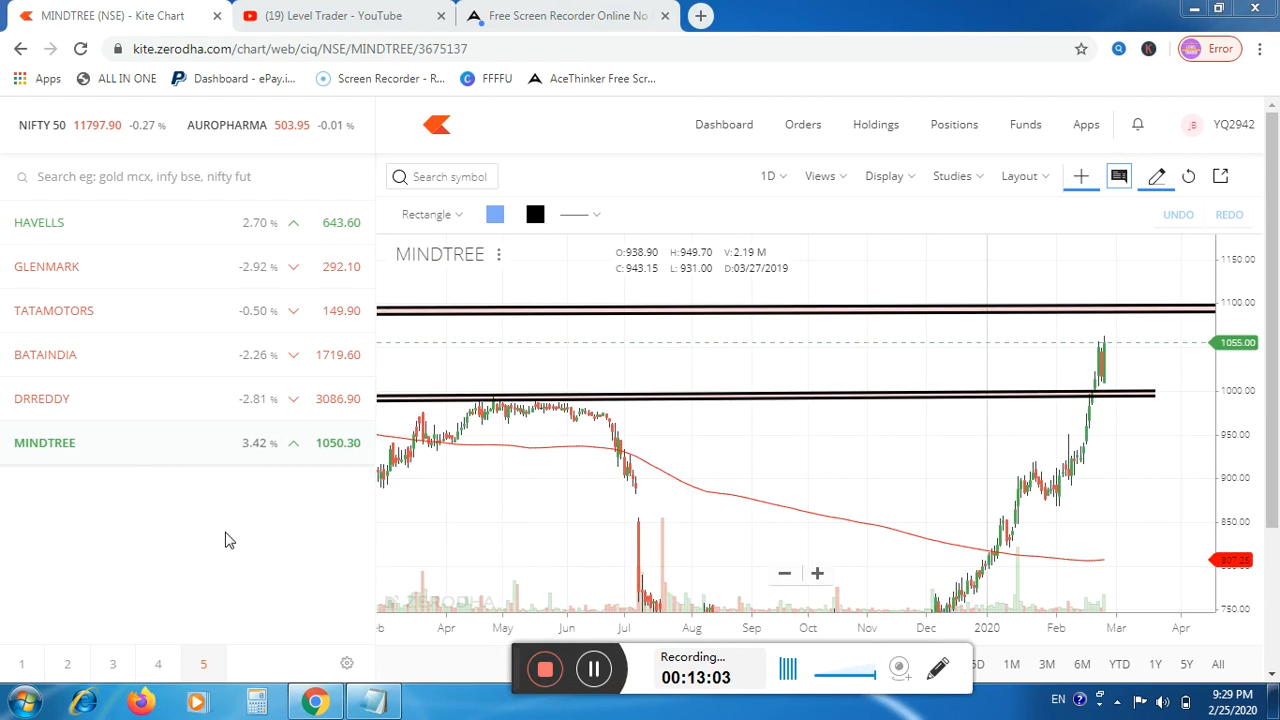 MINDTREE (NSE) - Kite Chart
(19) Level Trader - YouTube
Free Screen Recorder Online No
kite.zerodha.com/chart/web/ciq/NSE/MINDTREE/3675137
Error
Apps
ALL IN ONE
Dashboard - ePay.i...
Screen Recorder - R...
FFFFU
AceThinker Free Scr...
NIFTY 50 11797.90 -0.27 %
AUROPHARMA 503.95 -0.01 %
Dashboard
Orders
Holdings
Positions
Funds
Apps
JB
YQ2942
Search eg: gold mcx, infy bse, nifty fut
Search symbol
1D
Views
Display
Studies
Layout
Rectangle
UNDO
REDO
HAVELLS 2.70 % 643.60
GLENMARK -2.92 % 292.10
TATAMOTORS -0.50 % 149.90
BATAINDIA -2.26 % 1719.60
DRREDDY -2.81 % 3086.90
MINDTREE 3.42 % 1050.30
MINDTREE
O:938.90 H:949.70 V:2.19 M
C:943.15 L: 931.00 D:03/27/2019
1150.00
1100.00
1055.00
1000.00
950.00
900.00
850.00
807.25
750.00
ZERODHA
b Apr May Jun Jul Aug Sep Oct Nov Dec 2020 Feb Mar Apr
1 2 3 4 5
Recording...
00:13:03
5D 1M 3M 6M YTD 1Y 5Y All
EN
9:29 PM
2/25/2020